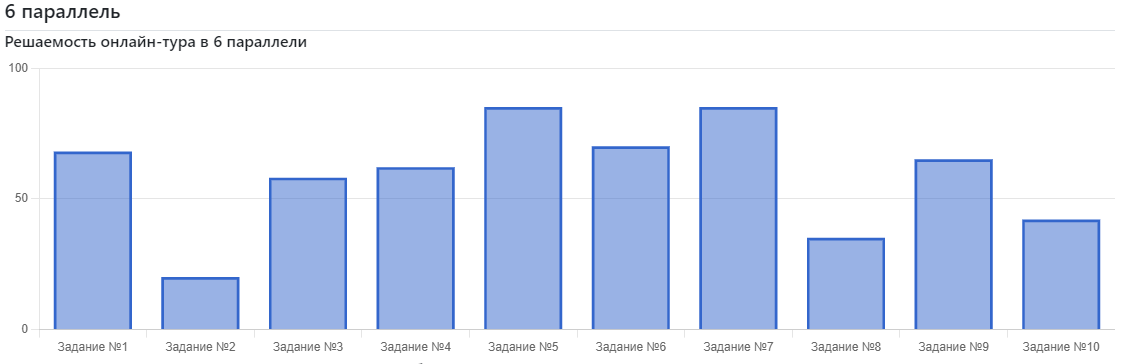 6 параллель
Решаемость онлайн-тура в 6 параллели
100
50
0
Задание №1 Задание №2 Задание №3 Задание №4 Задание №5 Задание №6 Задание №7 Задание №8 Задание №9 Задание №10